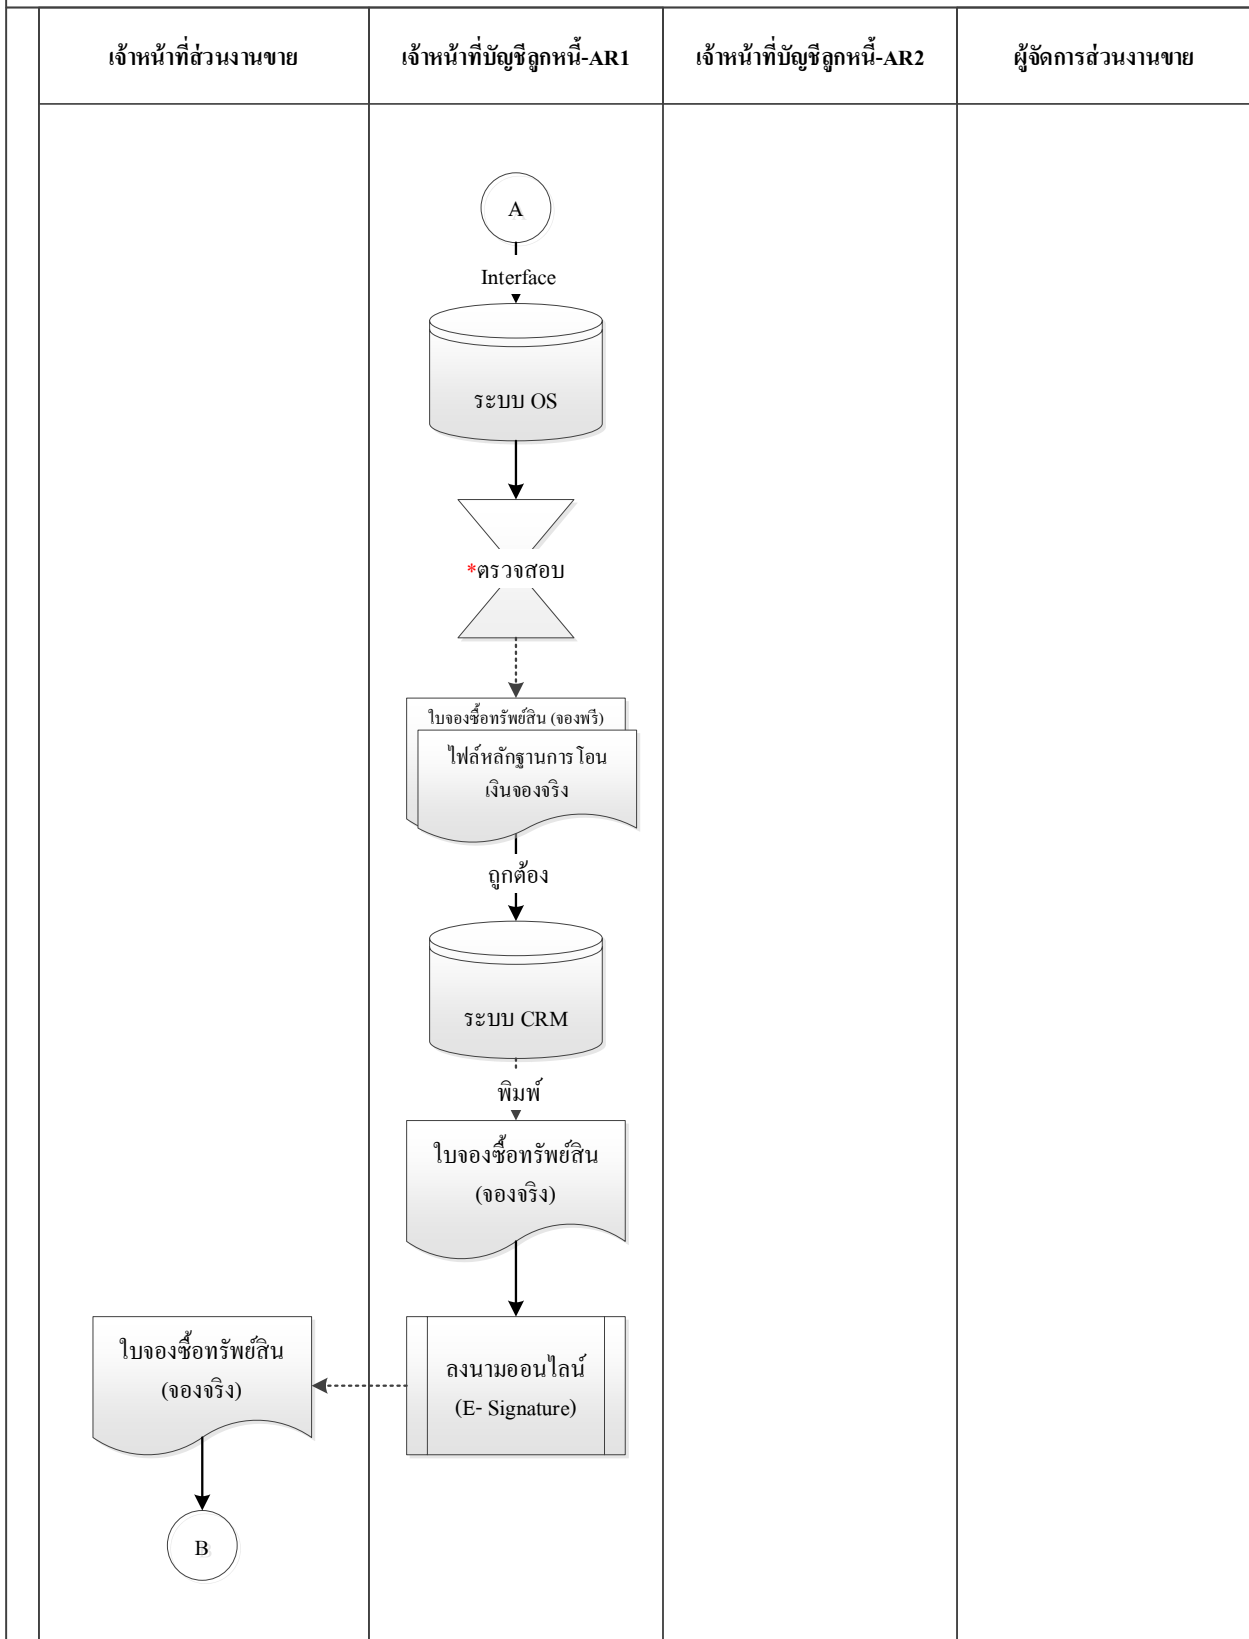 เจ้าหน้าที่ส่วนงานขาย
เจ้าหน้าที่บัญชีลูกหนี้-AR1
เจ้าหน้าที่บัญชีลูกหนี้-AR2
ผู้จัดการส่วนงานขาย
A
Interface
ระบบ OS
*ตรวจสอบ
ใบจองซื้อทรัพย์สิน (จองพรี)
ไฟล์หลักฐานการโอน
เงินจองจริง
ถูกต้อง
ระบบ CRM
พิมพ์
ใบจองซื้อทรัพย์สิน
(จองจริง)
ใบจองซื้อทรัพย์สิน
(จองจริง)
ลงนามออนไลน์
(E- Signature)
B